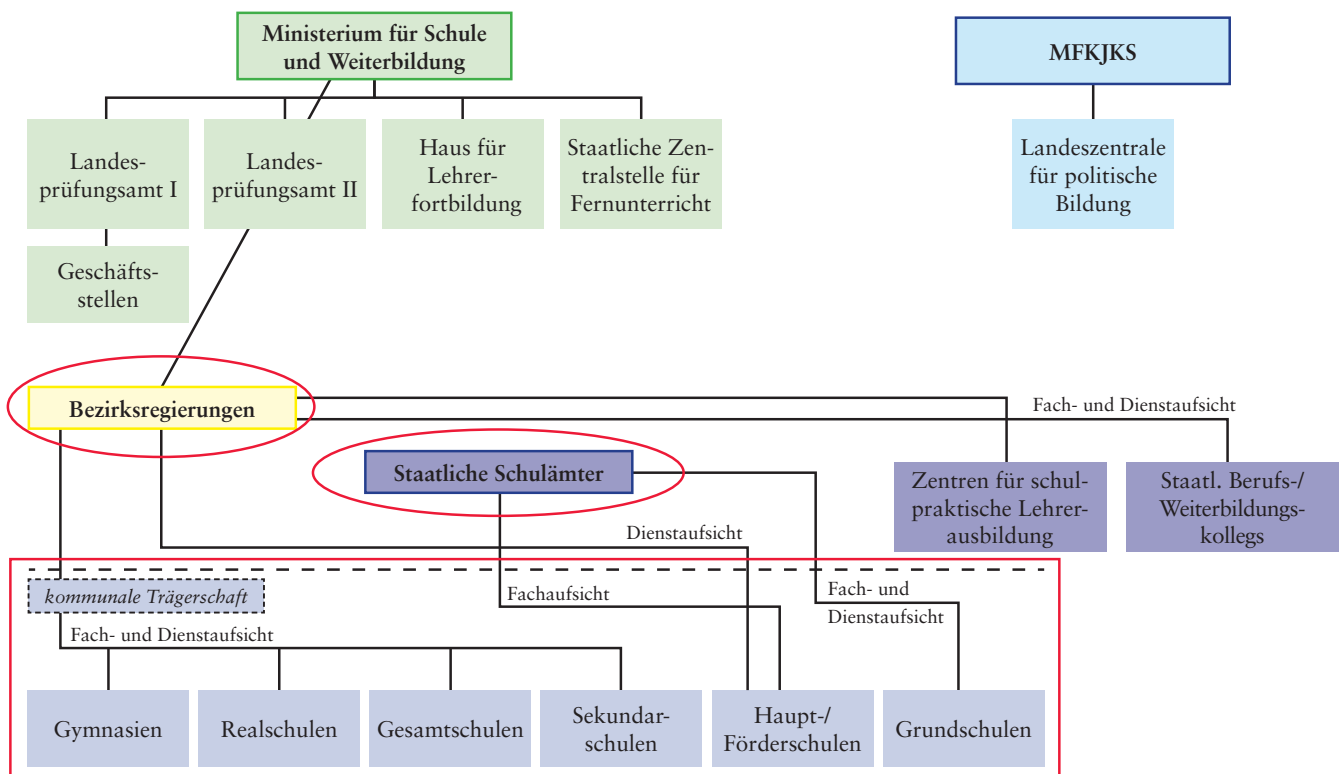 Ministerium für Schule
und Weiterbildung
MFKJKS
Landes-
prüfungsamt I
Landes-
prüfungsamt II
Haus für
Lehrer-
fortbildung
Staatliche Zen-
tralstelle für
Fernunterricht
Landeszentrale
für politische
Bildung
Geschäfts-
stellen
Bezirksregierungen
Fach- und Dienstaufsicht
Staatliche Schulämter
Zentren für schul-
praktische Lehrer-
ausbildung
Staatl. Berufs-/
Weiterbildungs-
kollegs
Dienstaufsicht
kommunale Trägerschaft
Fachaufsicht
Fach- und
Dienstaufsicht
Fach- und Dienstaufsicht
Gymnasien
Realschulen
Gesamtschulen
Sekundar-
schulen
Haupt-/
Förderschulen
Grundschulen